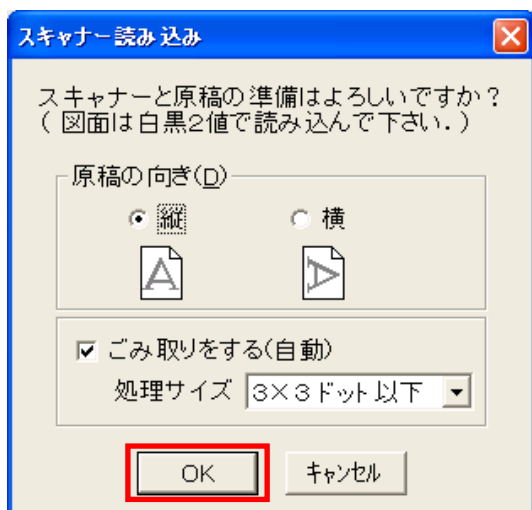 スキャナー読み込み
スキャナーと原稿の準備はよろしいですか？
（図面は白黒2値で読み込んで下さい．）
原稿の向き(D)
縦 横
A A
ごみ取りをする(自動)
処理サイズ 3×3ドット以下
OK キャンセル